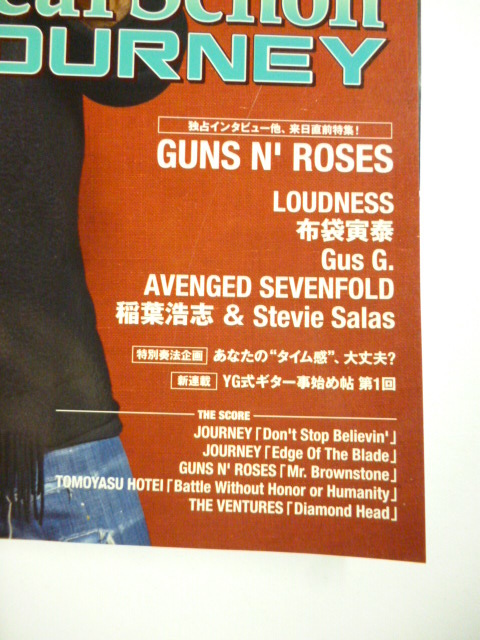 Neal Schon
JOURNEY
独占インタビュー他、来日直前特集!
GUNS N' ROSES
LOUDNESS
布袋寅泰
Gus G.
AVENGED SEVENFOLD
稲葉浩志 & Stevie Salas
特別奏法企画 あなたの“タイム感”、大丈夫?
新連載 YG式ギター事始め帖 第1回
THE SCORE
JOURNEY「Don't Stop Believin'」
JOURNEY「Edge Of The Blade」
GUNS N' ROSES「Mr. Brownstone」
TOMOYASU HOTEI「Battle Without Honor or Humanity」
THE VENTURES「Diamond Head」